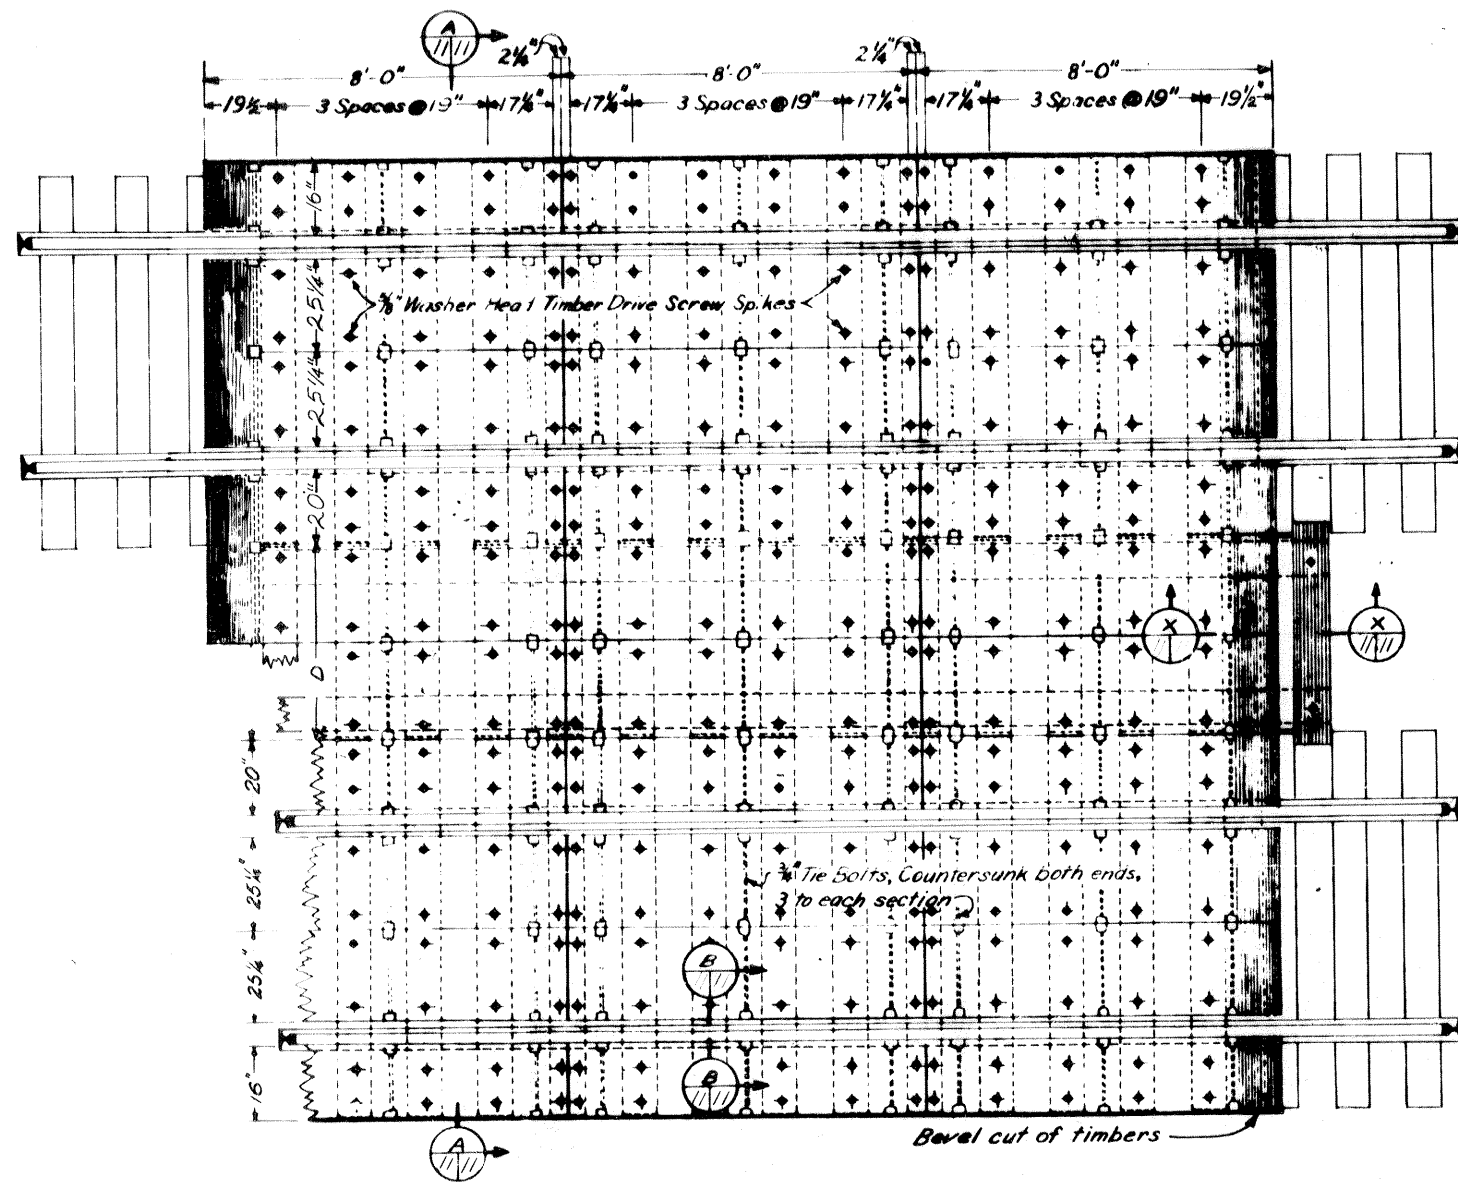 A
2¼" 2¼"
8'-0" 8'-0" 8'-0"
19½ 3 Spaces @ 19" 17¼" 17¼" 3 Spaces @ 19" 17¼" 17¼" 3 Spaces @ 19" 19½"
16"
25¼"
⅝" Washer Head Timber Drive Screw Spikes
25¼"
20"
X X
D
20"
¾" Tie Bolts, Countersunk both ends,
3 to each section
25¼"
B
25¼"
B
16"
Bevel cut of timbers
A